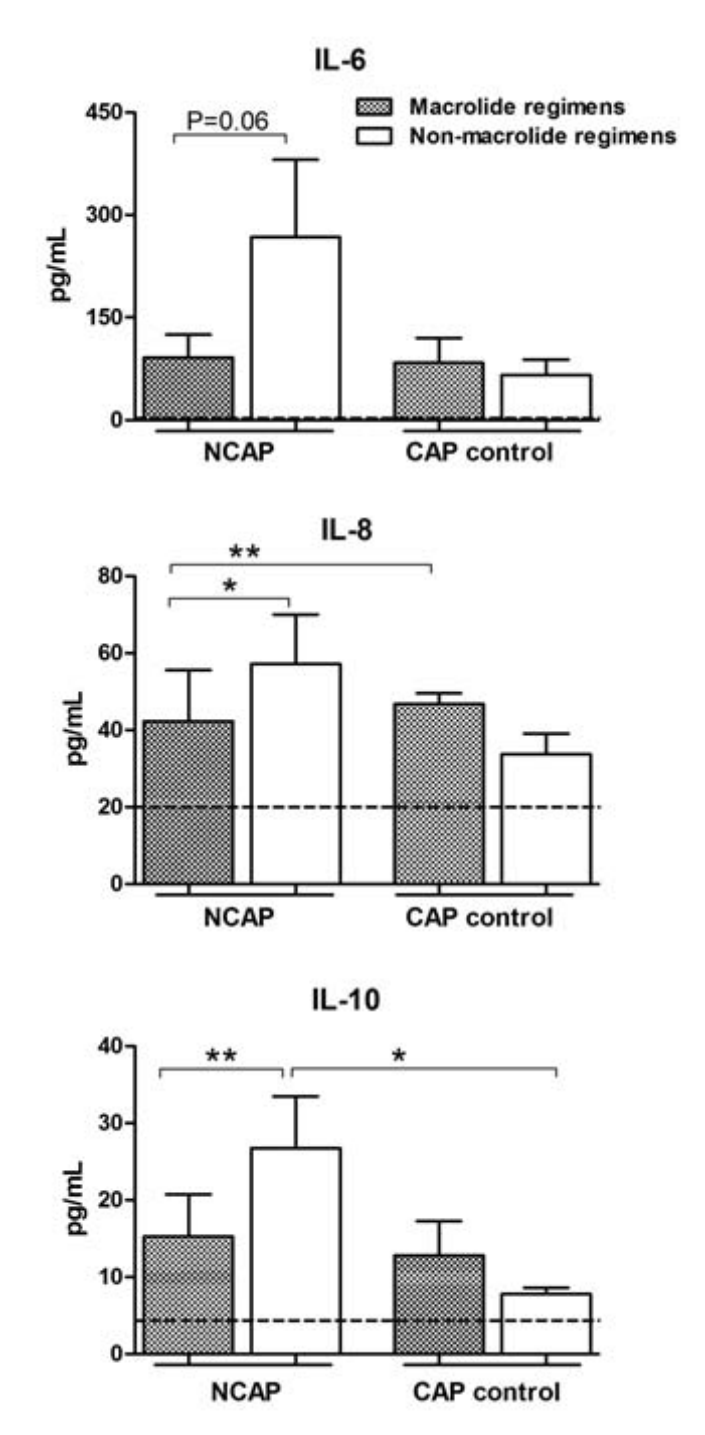 IL-6
450
300
150
0
pg/mL
P=0.06
Macrolide regimens
Non-macrolide regimens
NCAP
CAP control
IL-8
80
60
40
20
0
pg/mL
**
*
NCAP
CAP control
IL-10
40
30
20
10
0
pg/mL
**
*
NCAP
CAP control